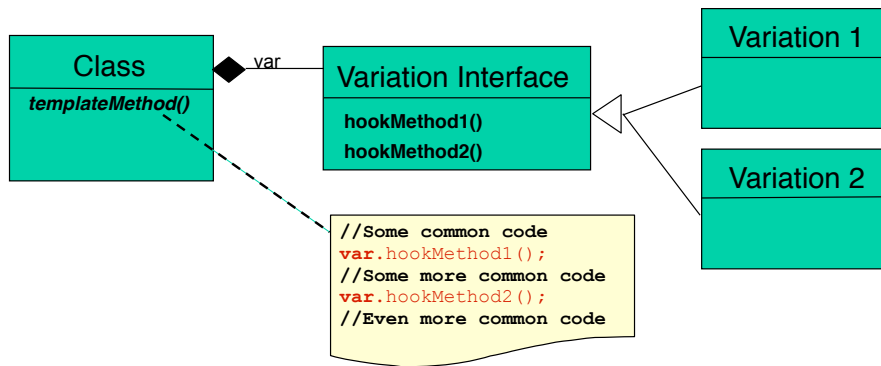 Class
templateMethod()
var
Variation Interface
hookMethod1()
hookMethod2()
Variation 1
Variation 2
//Some common code
var.hookMethod1();
//Some more common code
var.hookMethod2();
//Even more common code